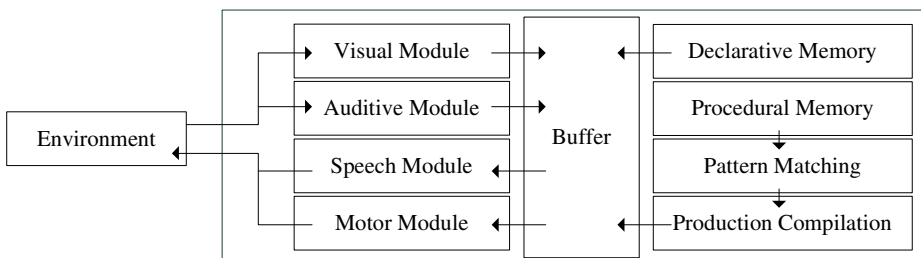 Visual Module
Declarative Memory
Auditive Module
Procedural Memory
Environment
Buffer
Speech Module
Pattern Matching
Motor Module
Production Compilation